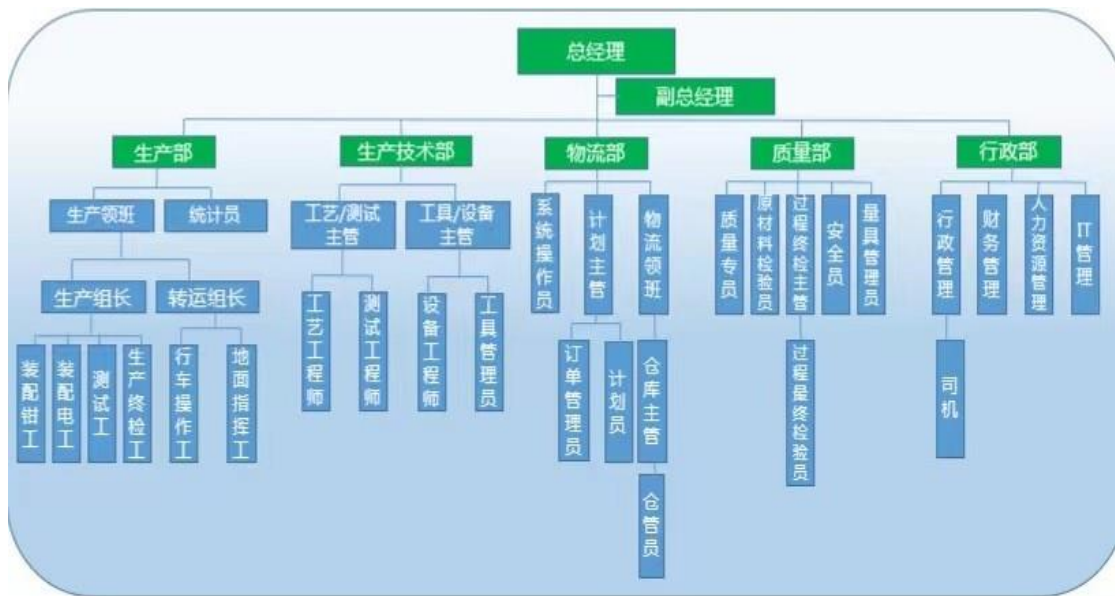 总经理
副总经理
生产部
生产技术部
物流部
质量部
行政部
生产领班
统计员
工艺/测试
主管
工具/设备
主管
系统操作员
计划主管
物流领班
质量专员
原材料检验员
过程终检主管
安全员
量具管理员
行政管理
财务管理
人力资源管理
IT管理
生产组长
转运组长
工艺工程师
测试工程师
设备工程师
工具管理员
装配钳工
装配电工
测试工
生产终检工
行车操作工
地面指挥工
订单管理员
计划员
仓库主管
过程量终检验员
司机
仓管员